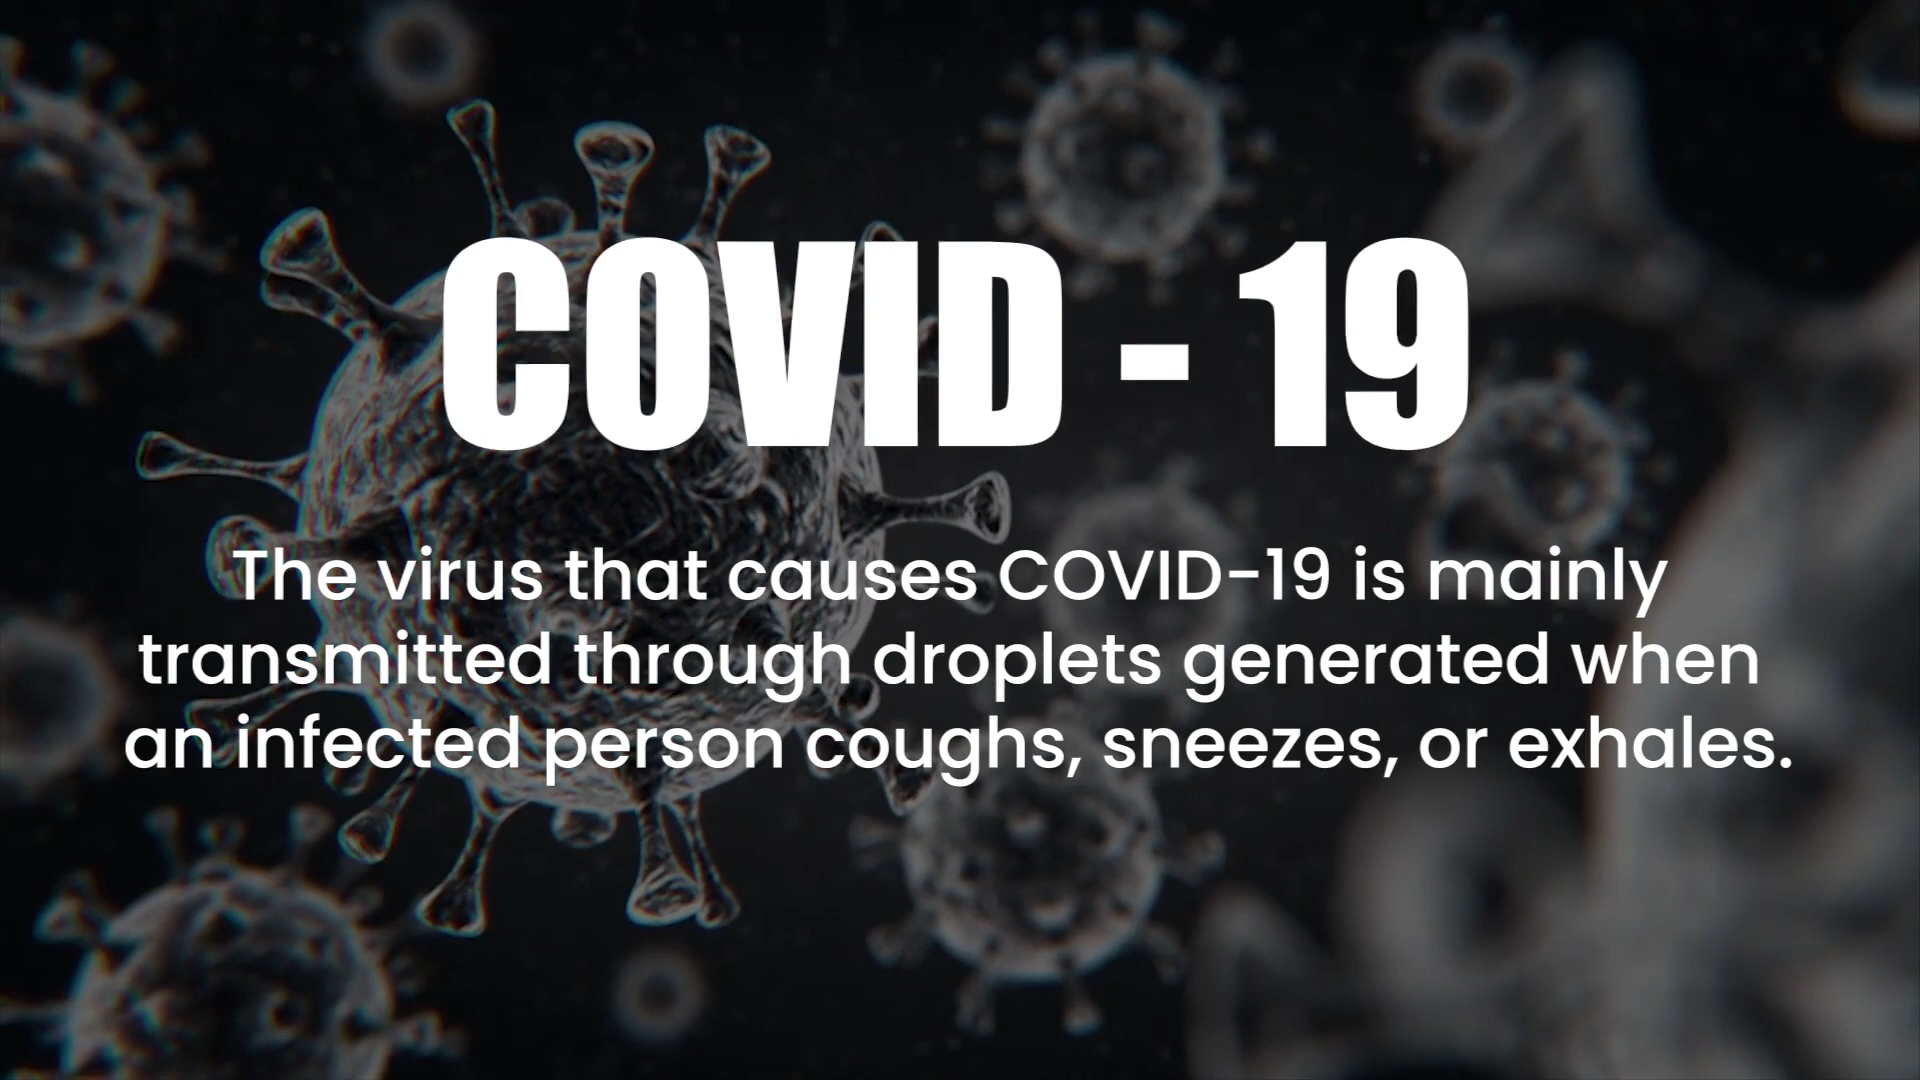 COVID - 19
The virus that causes COVID-19 is mainly
transmitted through droplets generated when
an infected person coughs, sneezes, or exhales.